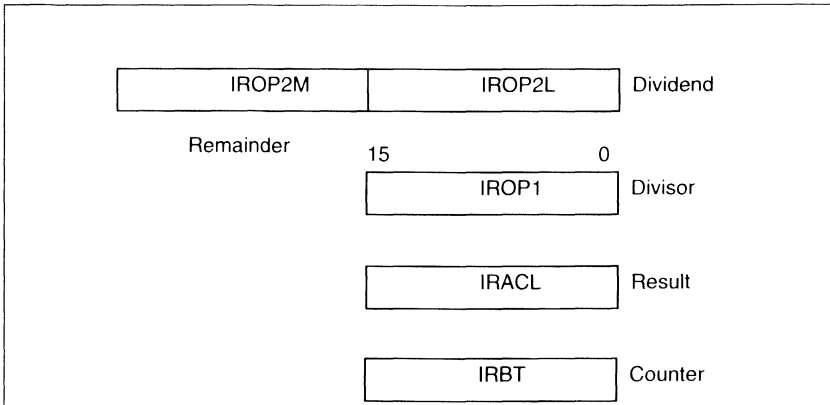 IROP2M IROP2L Dividend
Remainder
15 0
IROP1 Divisor
IRACL Result
IRBT Counter